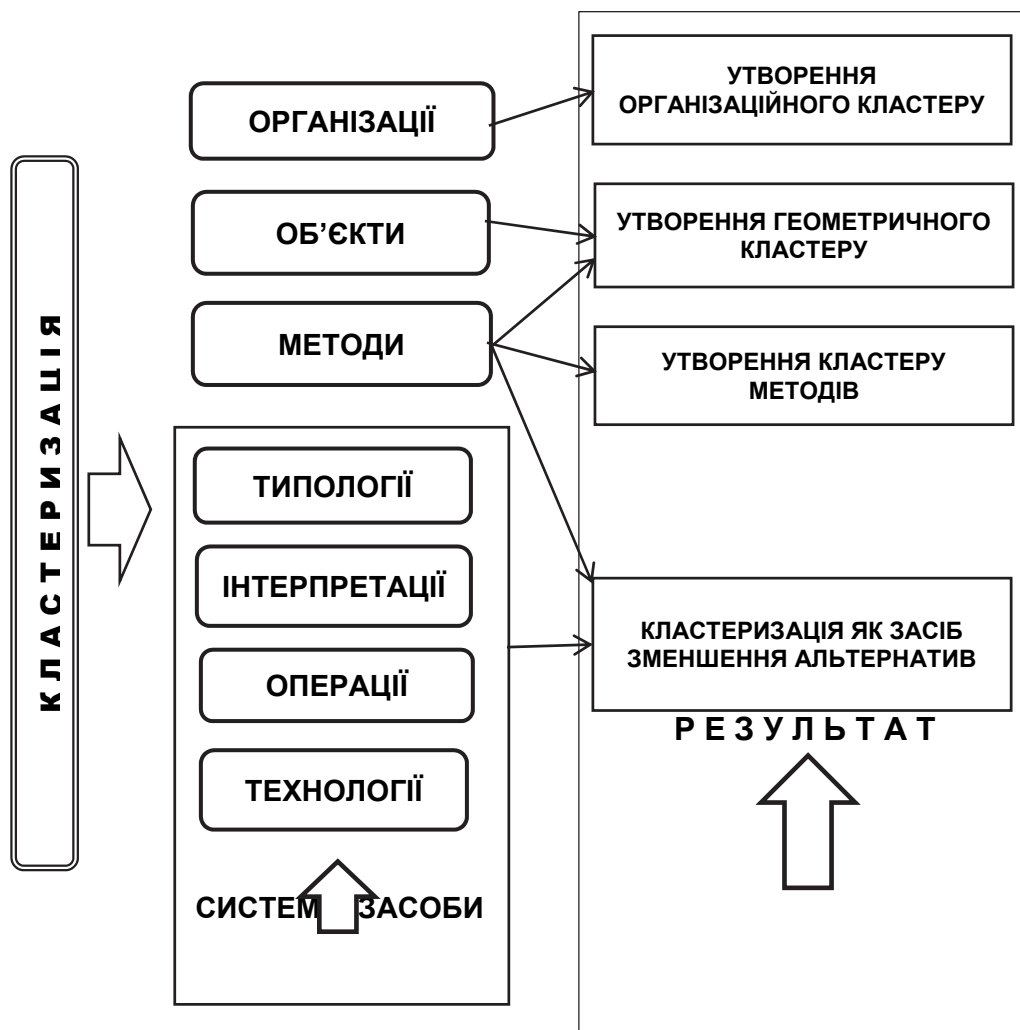 КЛАСТЕРИЗАЦІЯ
ОРГАНІЗАЦІЇ
ОБ’ЄКТИ
МЕТОДИ
ТИПОЛОГІЇ
ІНТЕРПРЕТАЦІЇ
ОПЕРАЦІЇ
ТЕХНОЛОГІЇ
СИСТЕМ ЗАСОБИ
УТВОРЕННЯ
ОРГАНІЗАЦІЙНОГО КЛАСТЕРУ
УТВОРЕННЯ ГЕОМЕТРИЧНОГО
КЛАСТЕРУ
УТВОРЕННЯ КЛАСТЕРУ
МЕТОДІВ
КЛАСТЕРИЗАЦІЯ ЯК ЗАСІБ
ЗМЕНШЕННЯ АЛЬТЕРНАТИВ
РЕЗУЛЬТАТ